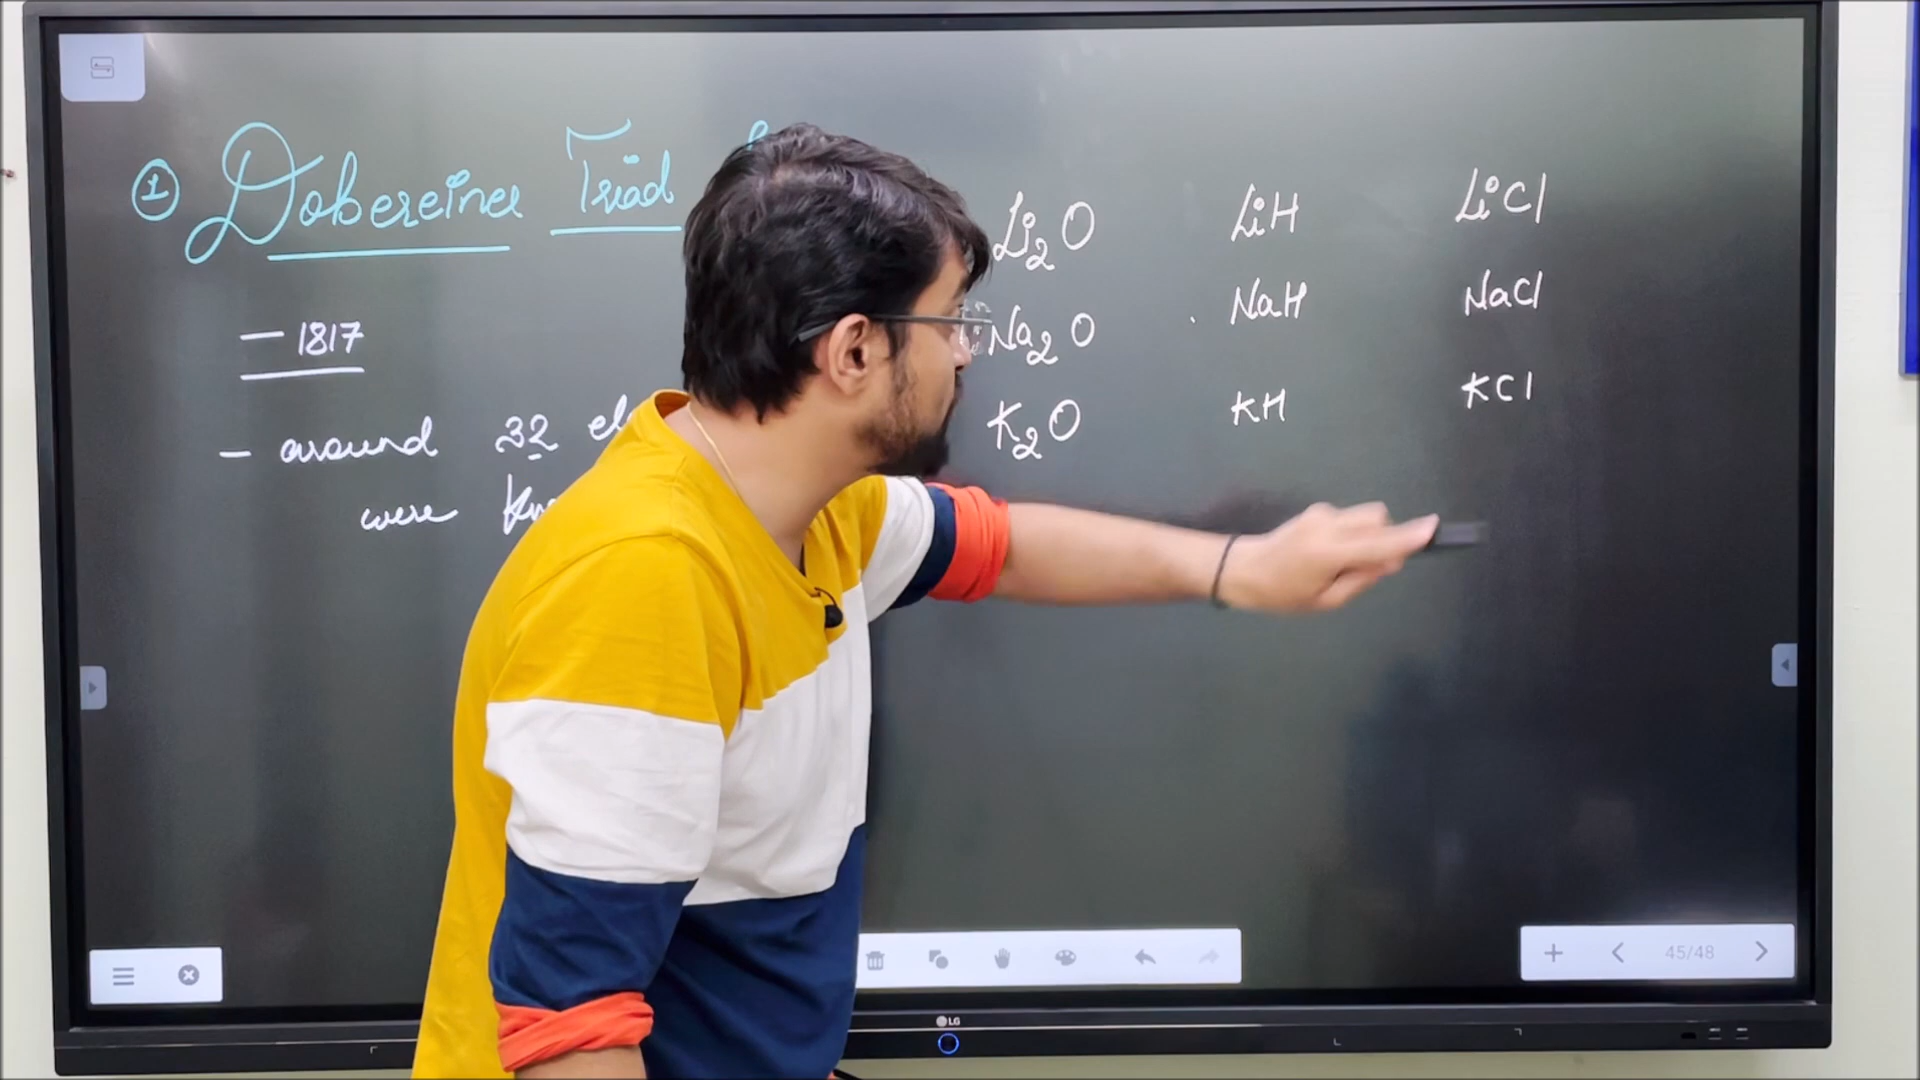 ① Dobereiner Triad
— 1817
— around 32
were
Li₂O LiH LiCl
Na₂O NaH NaCl
K₂O KH KCl
45/48
LG